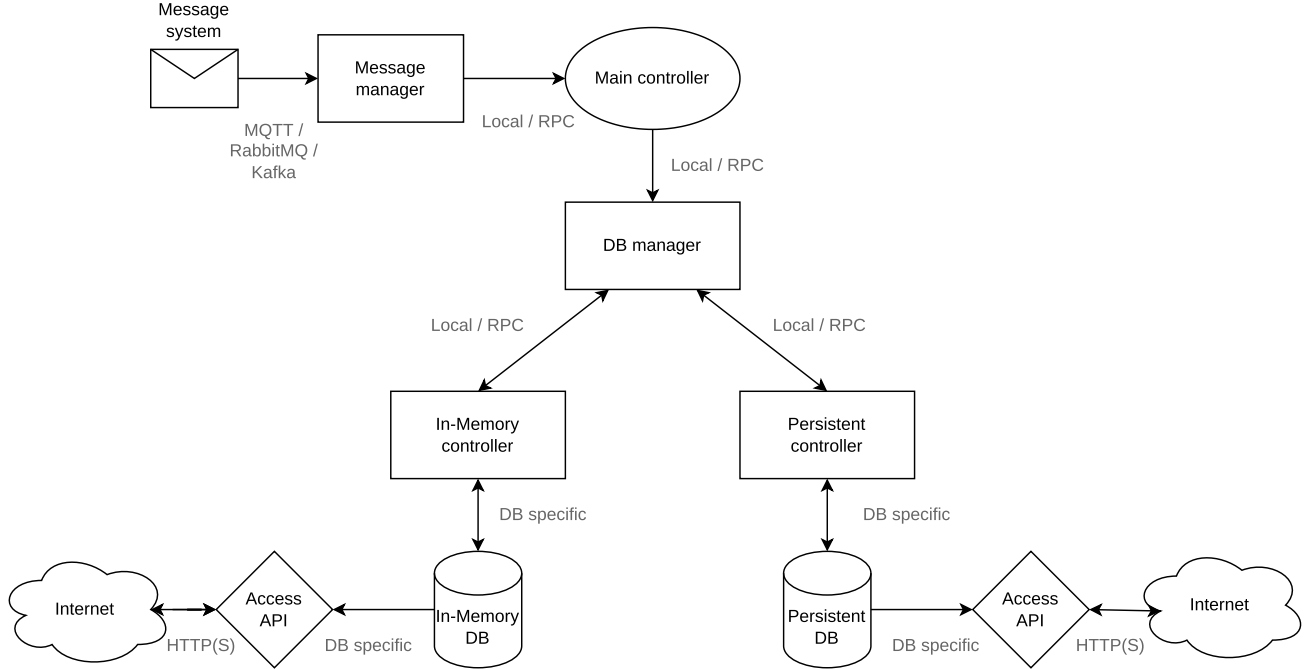 Message
system
Message
manager
Main controller
MQTT /
RabbitMQ /
Kafka
Local / RPC
Local / RPC
DB manager
Local / RPC
Local / RPC
In-Memory
controller
Persistent
controller
DB specific
DB specific
Internet
HTTP(S)
Access
API
DB specific
In-Memory
DB
Persistent
DB
DB specific
Access
API
HTTP(S)
Internet